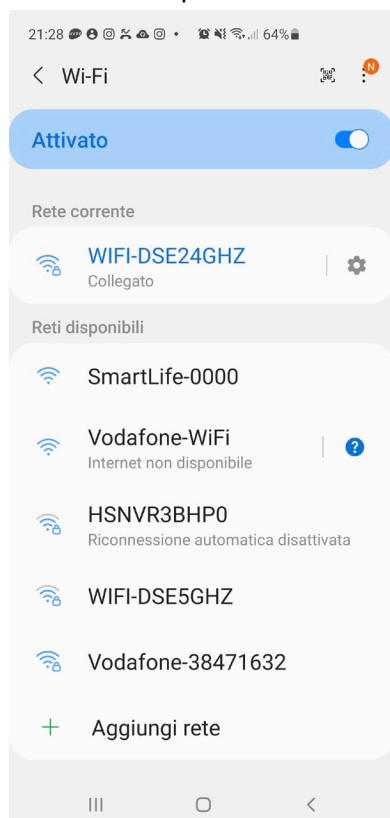 21:28 64%
Wi-Fi
N
Attivato
Rete corrente
WIFI-DSE24GHZ
Collegato
Reti disponibili
SmartLife-0000
Vodafone-WiFi
Internet non disponibile
?
HSNVR3BHP0
Riconnessione automatica disattivata
WIFI-DSE5GHZ
Vodafone-38471632
Aggiungi rete